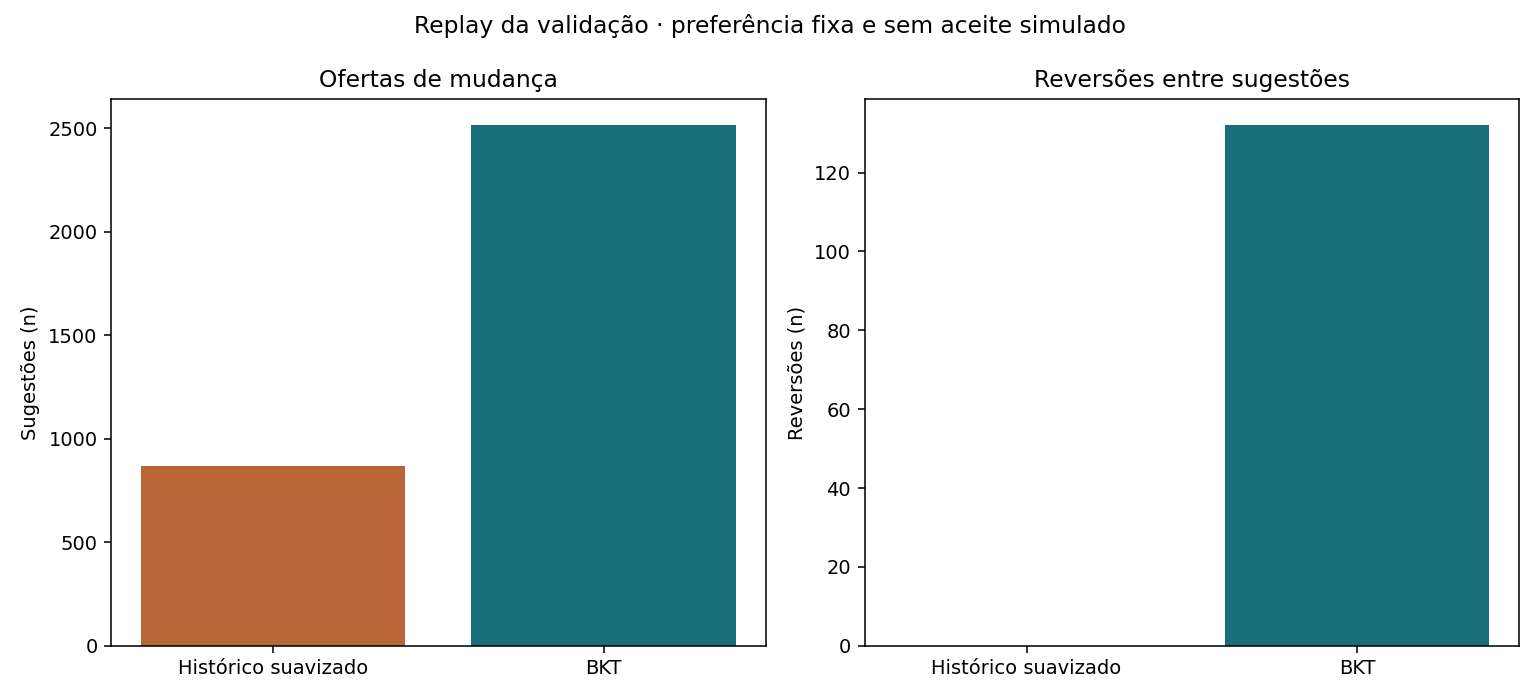 Replay da validação · preferência fixa e sem aceite simulado
Ofertas de mudança
Sugestões (n)
2500
2000
1500
1000
500
0
Histórico suavizado
BKT
Reversões entre sugestões
Reversões (n)
120
100
80
60
40
20
0
Histórico suavizado
BKT